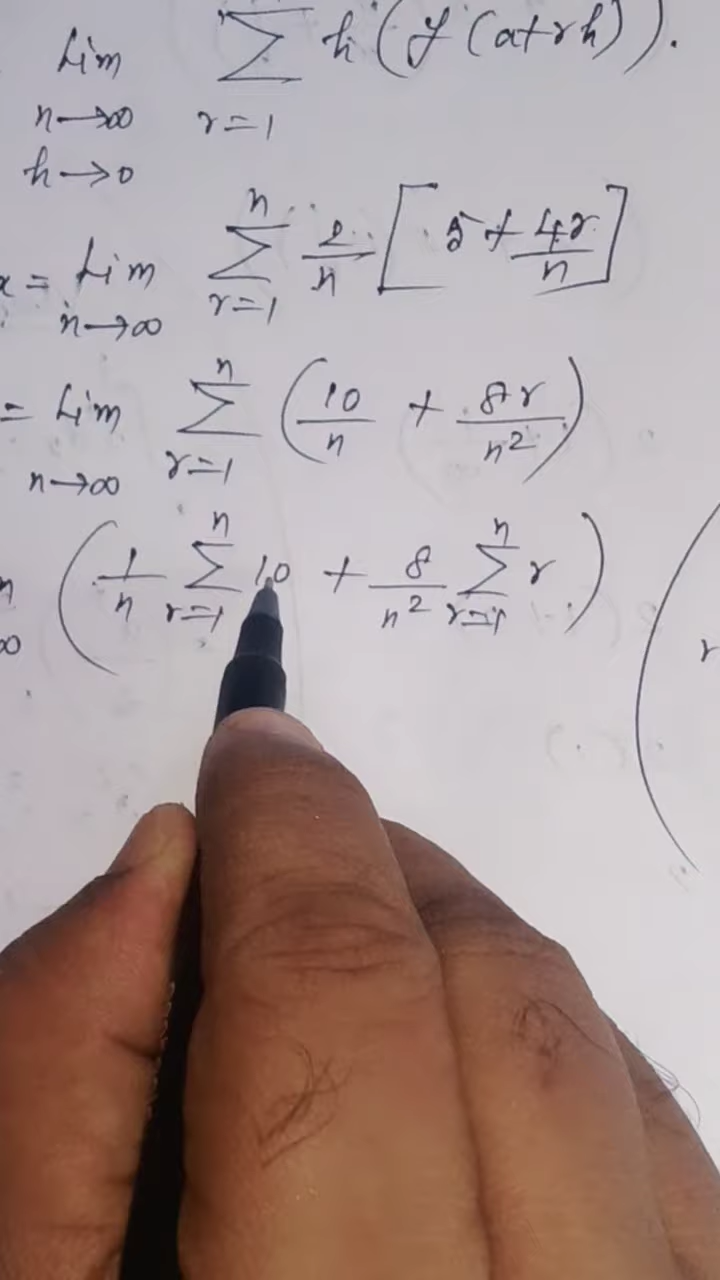 Lim Σ h (f(a+rh)).
n→∞ r=1
h→0
x = Lim n→∞ Σ n r=1 2/n [5 + 4r/n]
= Lim n→∞ Σ n r=1 (10/n + 8r/n²)
n ∞ (1/n Σ n r=1 10 + 8/n² Σ n r=1 r) ( r